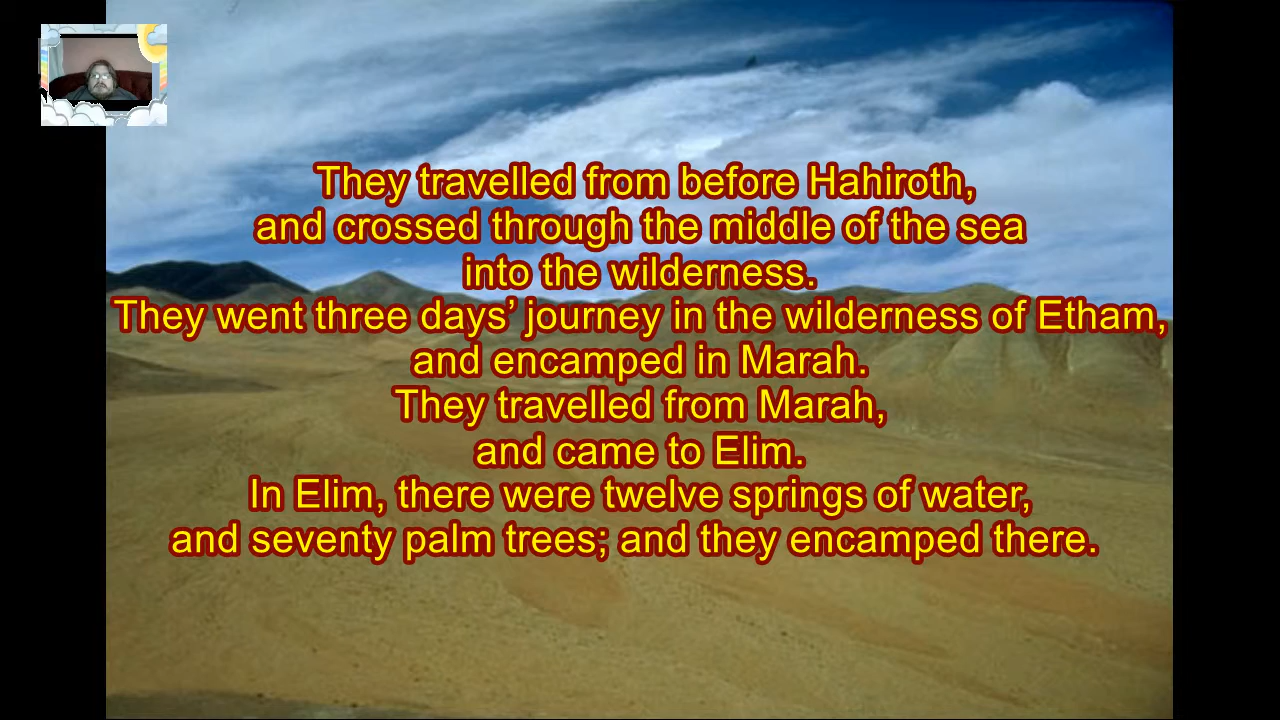 They travelled from before Hahiroth,
and crossed through the middle of the sea
into the wilderness.
They went three days’ journey in the wilderness of Etham,
and encamped in Marah.
They travelled from Marah,
and came to Elim.
In Elim, there were twelve springs of water,
and seventy palm trees; and they encamped there.